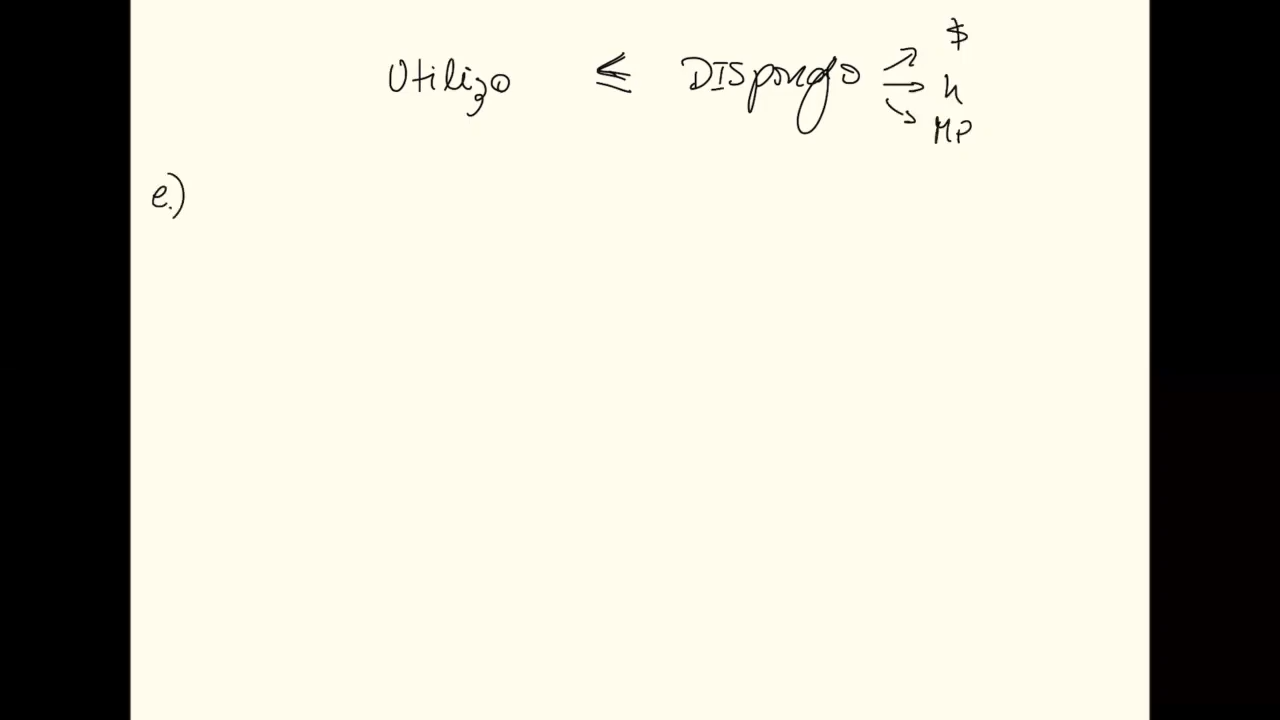 $
Utilizo ≤ DISpongo → h
MP
e.)